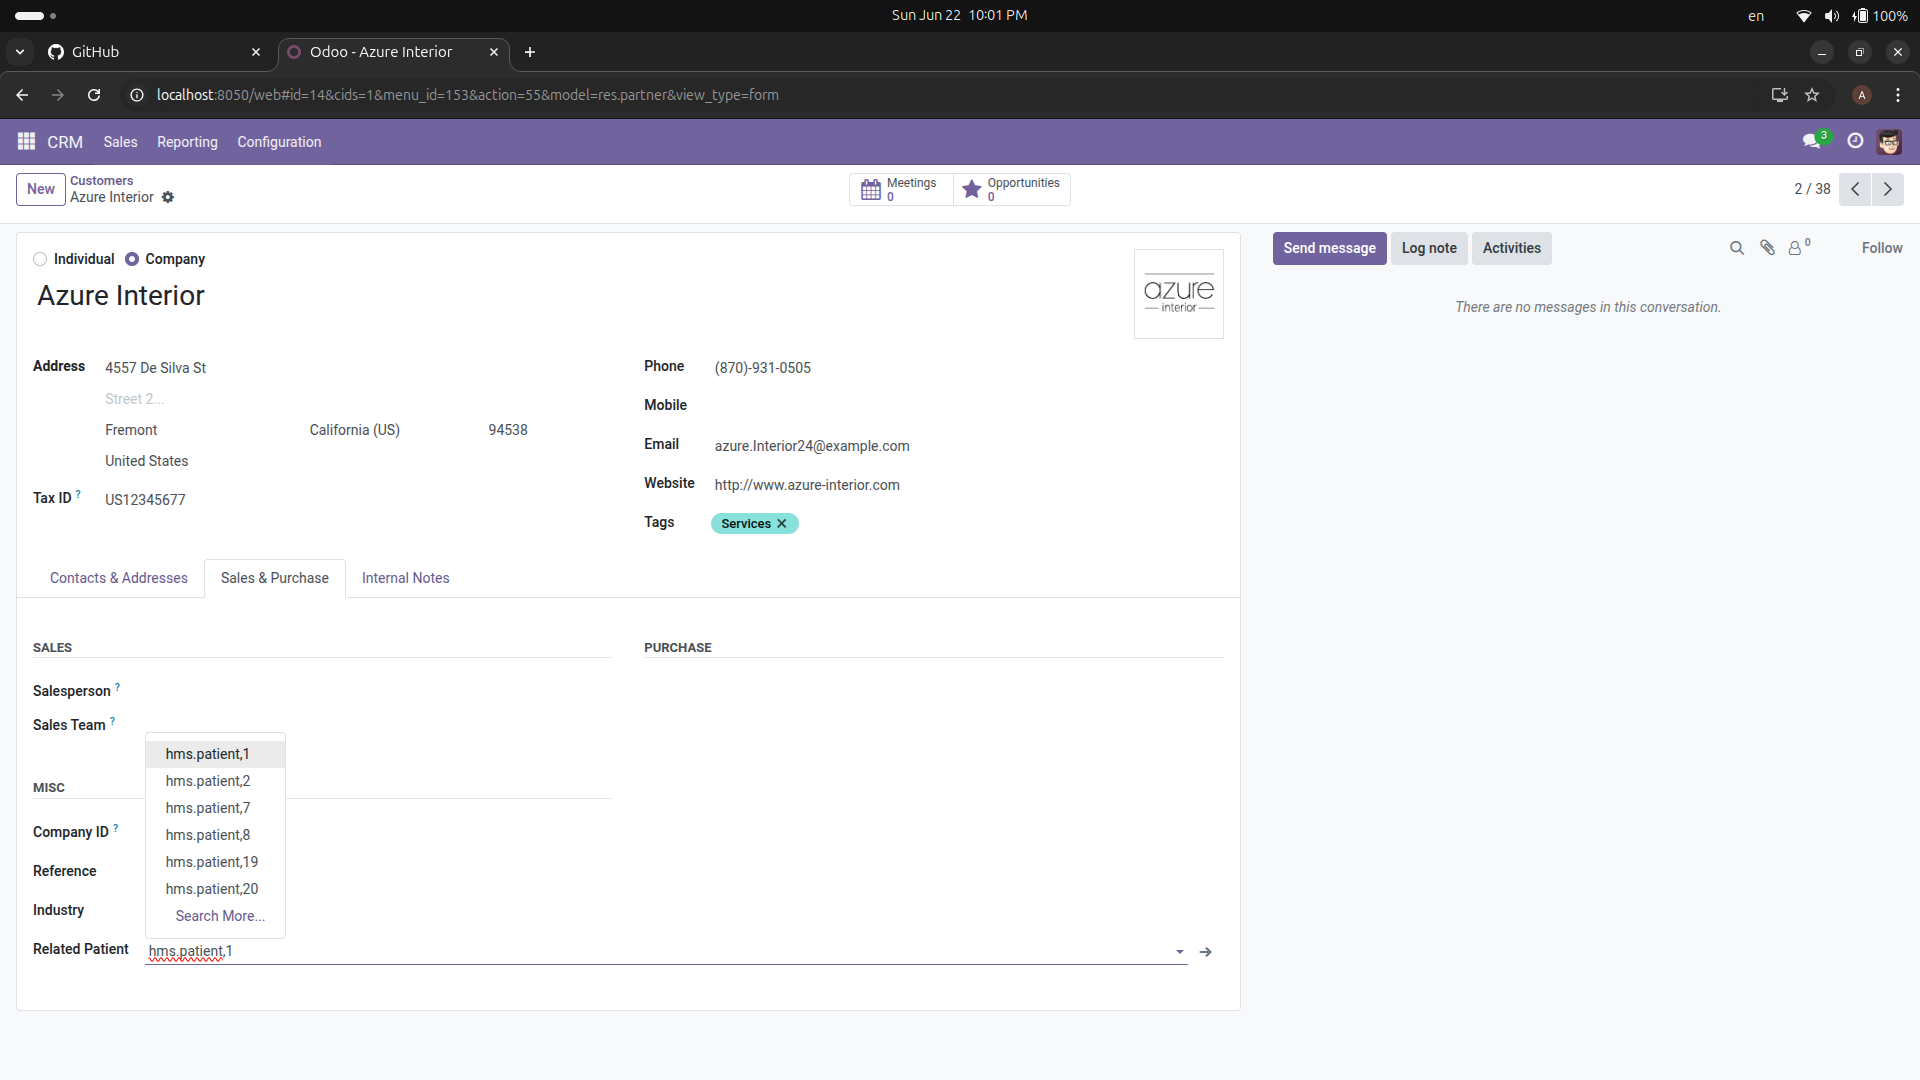 Sun Jun 22 10:01 PM
en
100%
GitHub
Odoo - Azure Interior
localhost:8050/web#id=14&cids=1&menu_id=153&action=55&model=res.partner&view_type=form
A
CRM Sales Reporting Configuration
3
New
Customers
Azure Interior
Meetings
0
Opportunities
0
2 / 38
Individual Company
Azure Interior
azure
interior
Address 4557 De Silva St
Street 2...
Fremont California (US) 94538
United States
Tax ID ? US12345677
Phone (870)-931-0505
Mobile
Email azure.Interior24@example.com
Website http://www.azure-interior.com
Tags Services
Contacts & Addresses Sales & Purchase Internal Notes
SALES
Salesperson ?
Sales Team ?
PURCHASE
MISC
Company ID ?
Reference
Industry
hms.patient,1
hms.patient,2
hms.patient,7
hms.patient,8
hms.patient,19
hms.patient,20
Search More...
Related Patient hms.patient,1
Send message Log note Activities
0
Follow
There are no messages in this conversation.